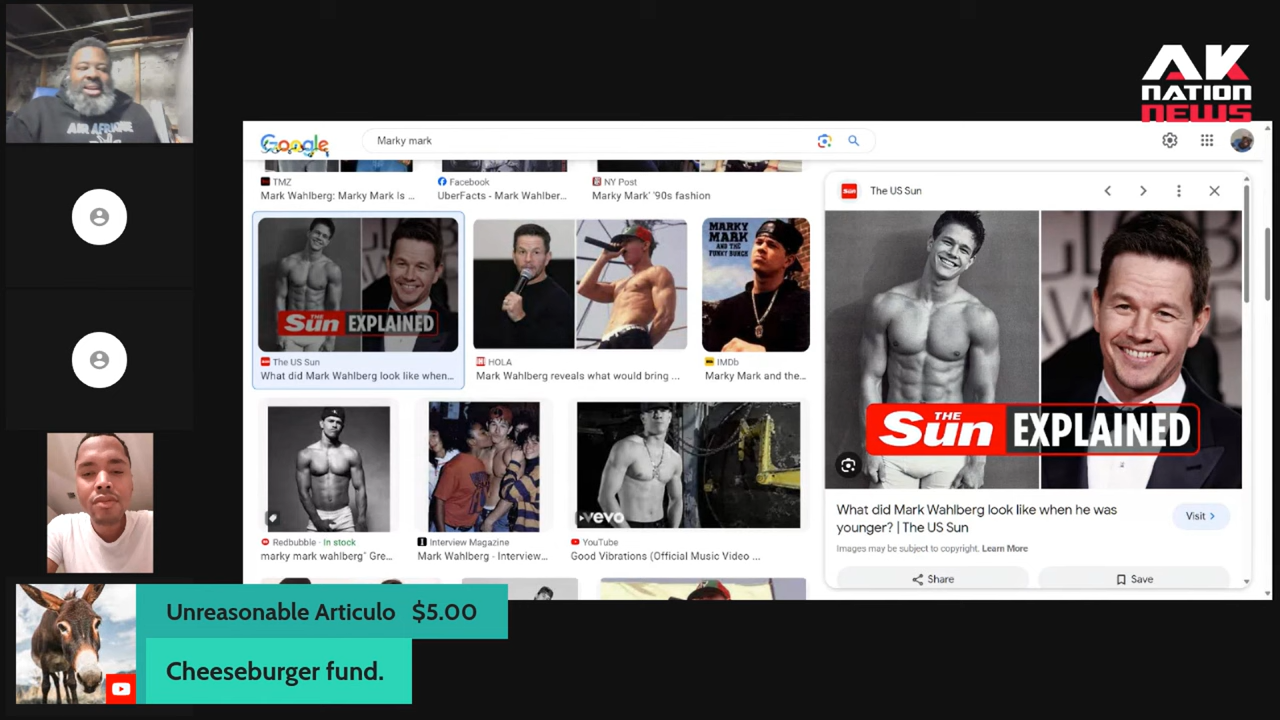 AIR AFRIQUE
AK
NATION
NEWS
Google
Marky mark
TMZ
Mark Wahlberg: Marky Mark Is ...
Facebook
UberFacts - Mark Wahlber...
NY Post
Marky Mark' '90s fashion
The US Sun
THE
Sun EXPLAINED
MARKY
MARK
AND THE
FUNKY BUNCH
The US Sun
What did Mark Wahlberg look like when...
HOLA
Mark Wahlberg reveals what would bring ...
IMDb
Marky Mark and the...
THE
Sun EXPLAINED
vevo
What did Mark Wahlberg look like when he was
younger? | The US Sun
Visit >
Images may be subject to copyright. Learn More
Redbubble · In stock
marky mark wahlberg" Gre...
Interview Magazine
Mark Wahlberg - Interview...
YouTube
Good Vibrations (Official Music Video ...
Share
Save
Unreasonable Articulo $5.00
Cheeseburger fund.